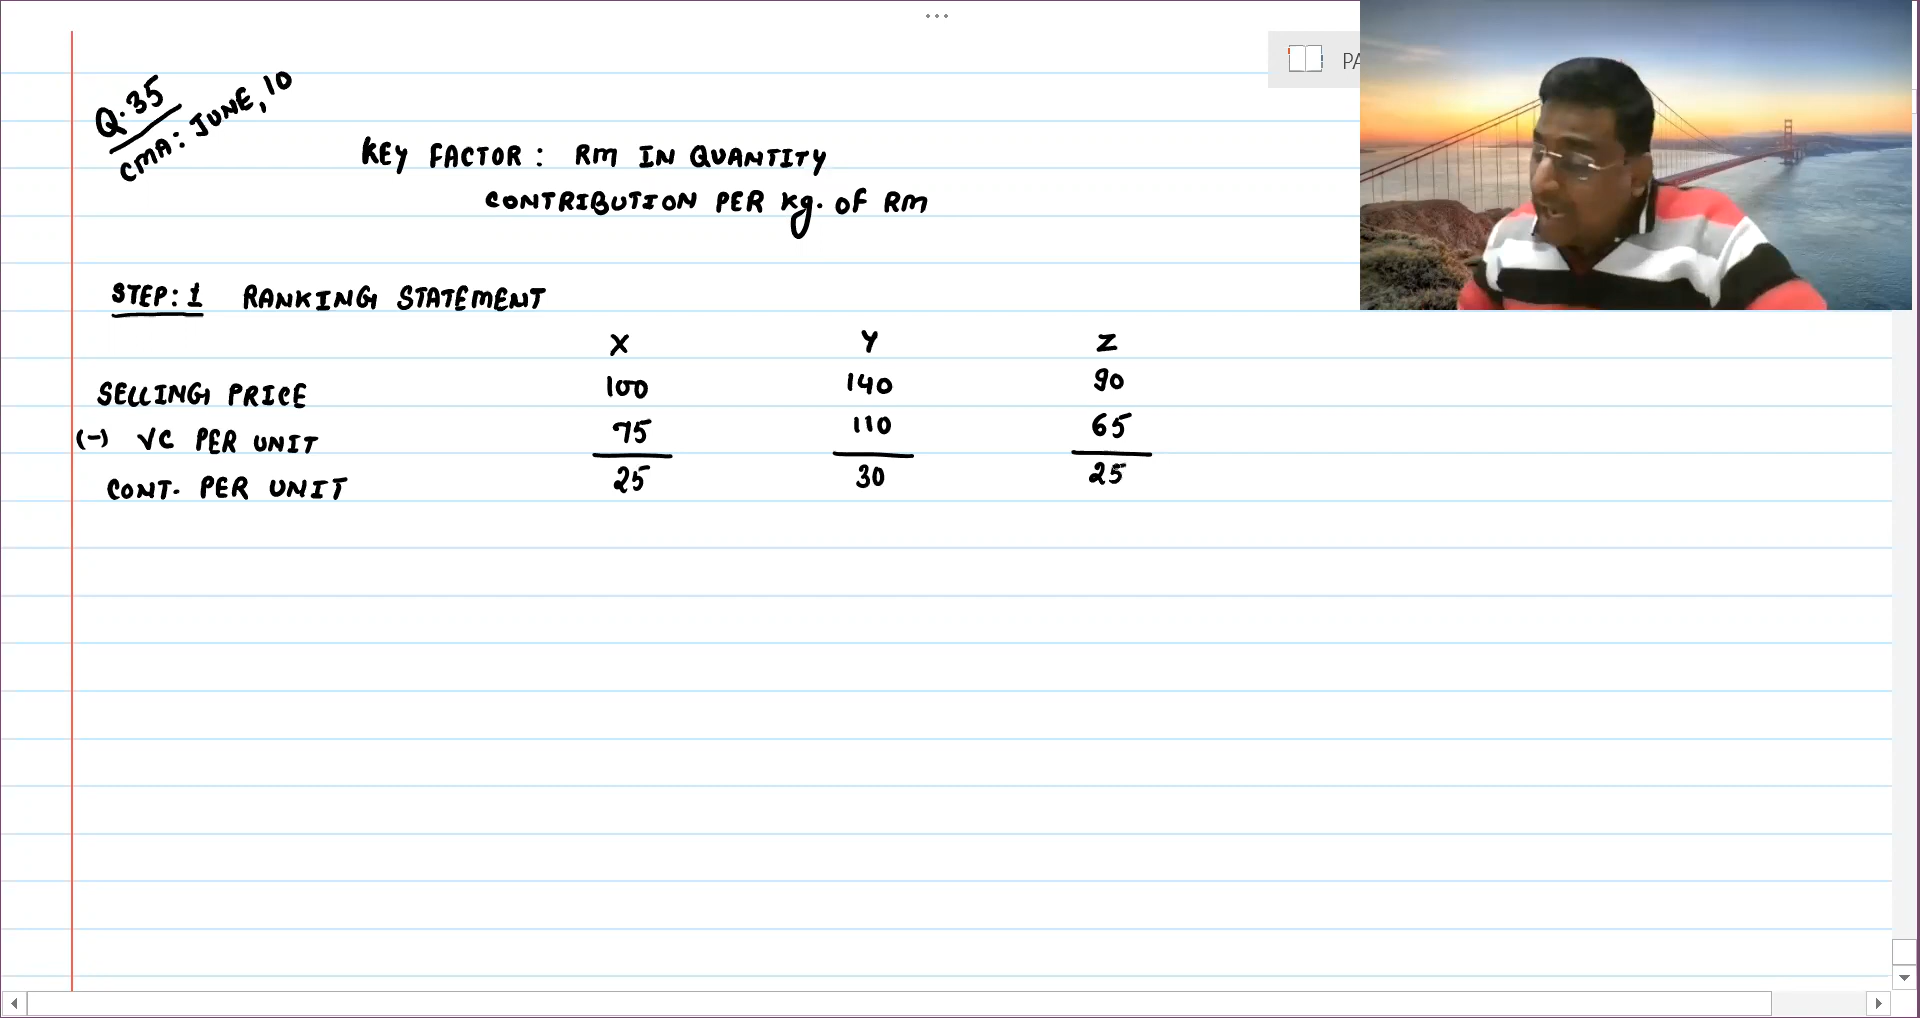 Q.35
CMA: JUNE, 10
PA
KEY FACTOR: RM IN QUANTITY
CONTRIBUTION PER Kg. OF RM
STEP:1 RANKING STATEMENT
X Y Z
SELLING PRICE 100 140 90
(-) VC PER UNIT 75 110 65
CONT. PER UNIT 25 30 25